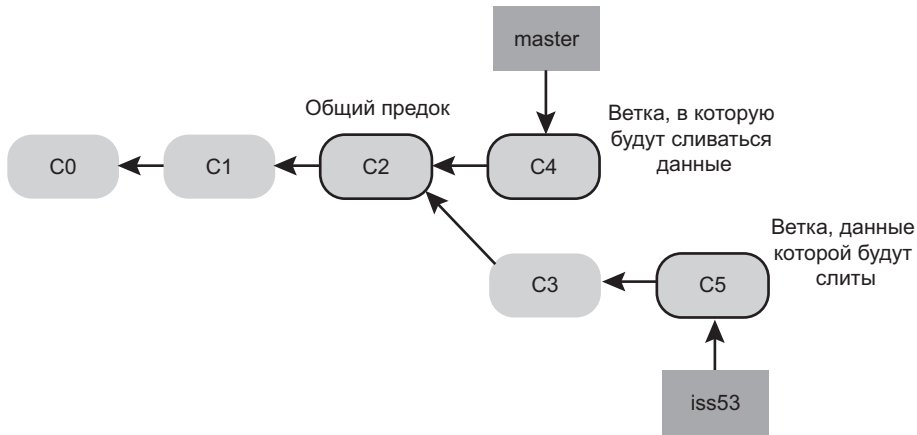 master
Общий предок
Ветка, в которую
будут сливаться
данные
C0
C1
C2
C4
Ветка, данные
которой будут
слиты
C3
C5
iss53